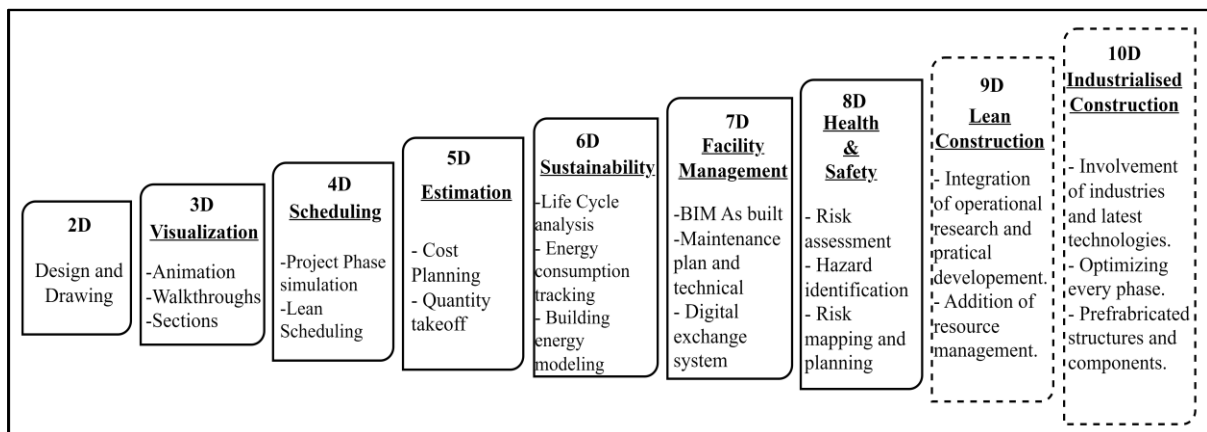 2D
Design and
Drawing
3D
Visualization
-Animation
-Walkthroughs
-Sections
4D
Scheduling
-Project Phase
simulation
-Lean
Scheduling
5D
Estimation
- Cost
Planning
- Quantity
takeoff
6D
Sustainability
-Life Cycle
analysis
- Energy
consumption
tracking
- Building
energy
modeling
7D
Facility
Management
-BIM As built
-Maintenance
plan and
technical
- Digital
exchange
system
8D
Health
&
Safety
- Risk
assessment
- Hazard
identification
- Risk
mapping and
planning
9D
Lean
Construction
- Integration
of operational
research and
pratical
developement.
- Addition of
resource
management.
10D
Industrialised
Construction
- Involvement
of industries
and latest
technologies.
- Optimizing
every phase.
- Prefrabricated
structures and
components.